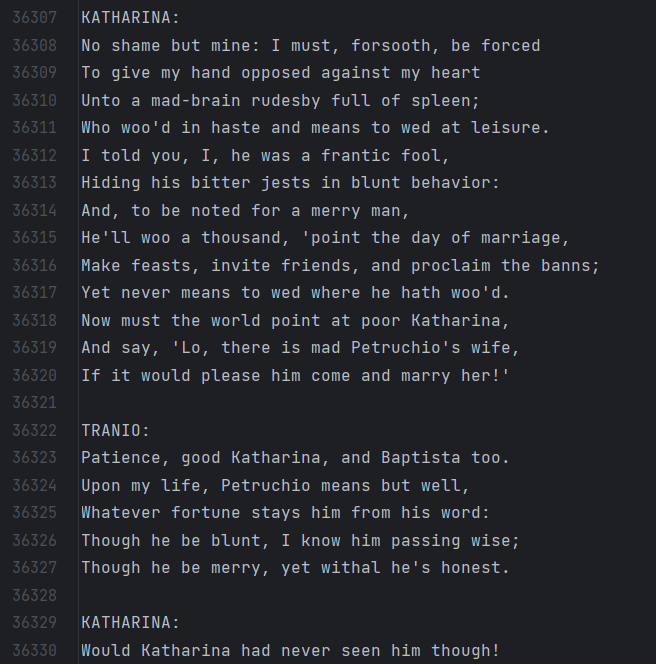 36307 KATHARINA:
36308 No shame but mine: I must, forsooth, be forced
36309 To give my hand opposed against my heart
36310 Unto a mad-brain rudesby full of spleen;
36311 Who woo'd in haste and means to wed at leisure.
36312 I told you, I, he was a frantic fool,
36313 Hiding his bitter jests in blunt behavior:
36314 And, to be noted for a merry man,
36315 He'll woo a thousand, 'point the day of marriage,
36316 Make feasts, invite friends, and proclaim the banns;
36317 Yet never means to wed where he hath woo'd.
36318 Now must the world point at poor Katharina,
36319 And say, 'Lo, there is mad Petruchio's wife,
36320 If it would please him come and marry her!'
36321
36322 TRANIO:
36323 Patience, good Katharina, and Baptista too.
36324 Upon my life, Petruchio means but well,
36325 Whatever fortune stays him from his word:
36326 Though he be blunt, I know him passing wise;
36327 Though he be merry, yet withal he's honest.
36328
36329 KATHARINA:
36330 Would Katharina had never seen him though!